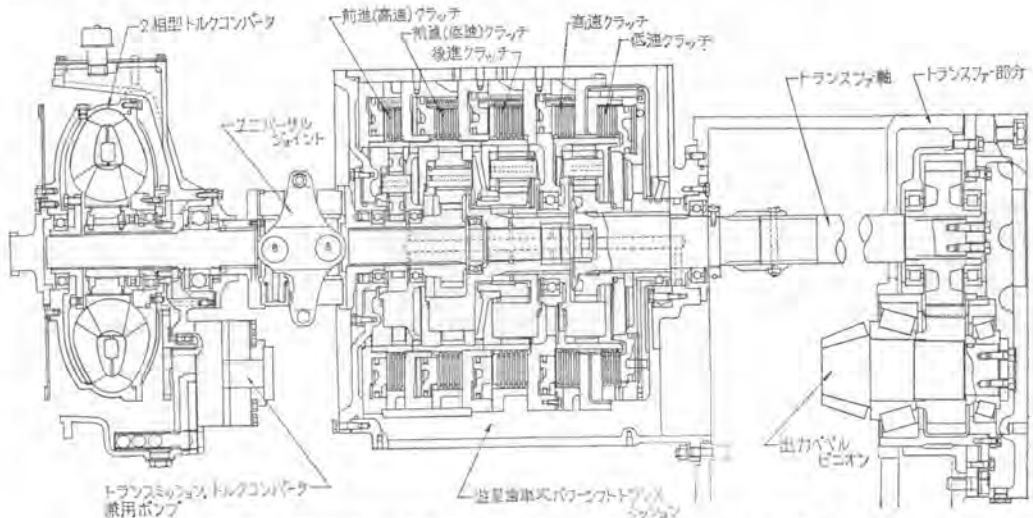 2相型トルクコンバータ
前進(高速)クラッチ
前進(低速)クラッチ
後進クラッチ
高速クラッチ
低速クラッチ
トランスファ軸
トランスファー部分
ユニバーサル
ジョイント
トランスミッション,トルクコンバータ
兼用ポンプ
遊星歯車式パワーシフトトランス
ミッション
出力ベベル
ピニオン